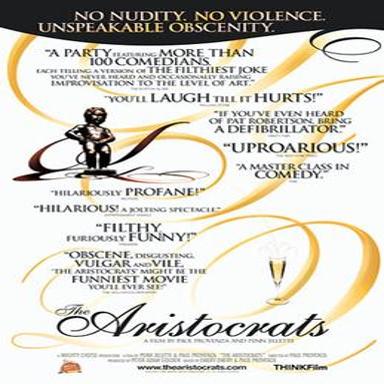 NO NUDITY. NO VIOLENCE.
UNSPEAKABLE OBSCENITY.
"A PARTY FEATURING MORE THAN
100 COMEDIANS,
EACH TELLING A VERSION OF THE FILTHIEST JOKE
YOU'VE NEVER HEARD AND OCCASIONALLY RAISING
IMPROVISATION TO THE LEVEL OF ART."
"YOU'LL LAUGH TILL IT HURTS!"
"IF YOU'VE EVEN HEARD
OF PAT ROBERTSON, BRING
A DEFIBRILLATOR."
"UPROARIOUS!"
"A MASTER CLASS IN
COMEDY."
"HILARIOUSLY PROFANE!"
"HILARIOUS! A JOLTING SPECTACLE."
"FILTHY,
FURIOUSLY FUNNY!"
"OBSCENE, DISGUSTING,
VULGAR AND VILE,
'THE ARISTOCRATS' MIGHT BE THE
FUNNIEST MOVIE
YOU'LL EVER SEE!"
The
Aristocrats
A FILM BY PAUL PROVENZA AND PENN JILLETTE
www.thearistocrats.com
THINKFilm